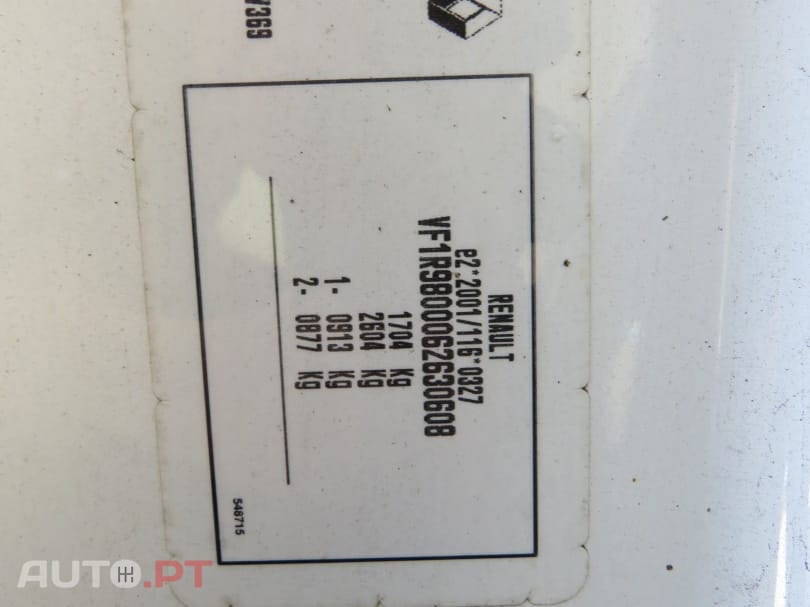 V369
RENAULT
e2*2001/116*0327
VF1R9800062630608
1704 Kg
2604 Kg
1- 0913 Kg
2- 0877 Kg
548715
AUTO.PT